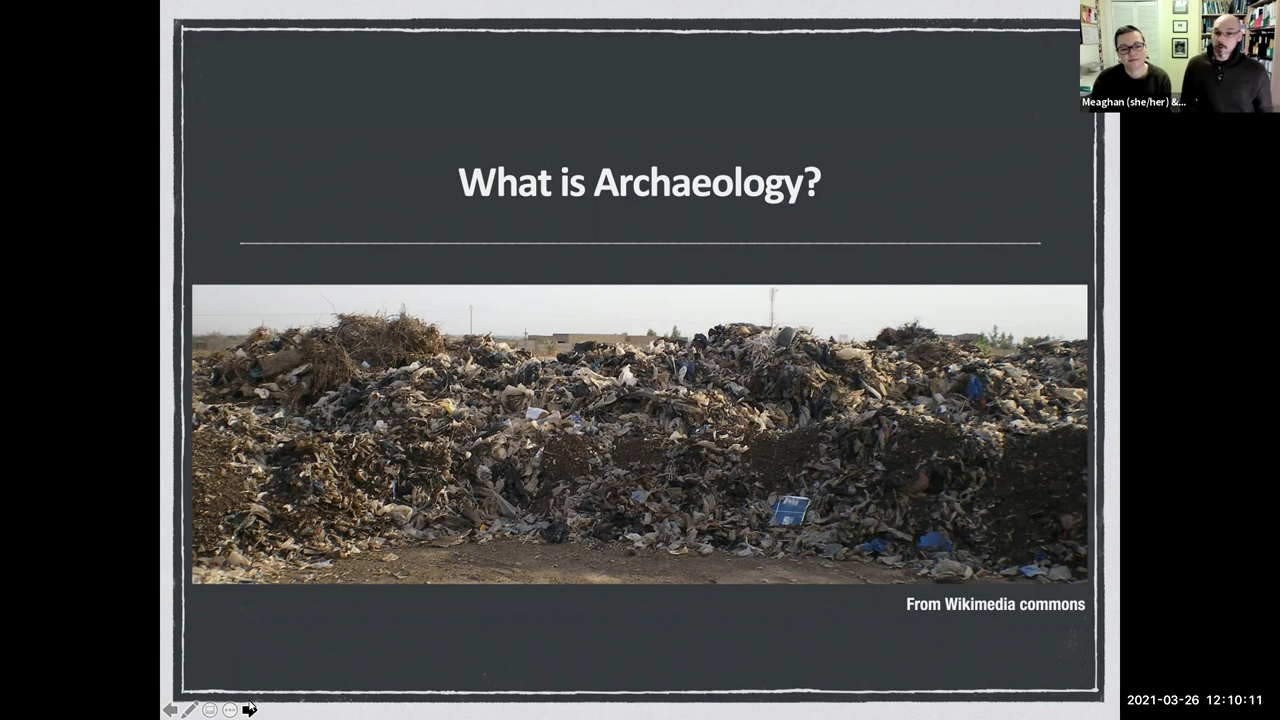 What is Archaeology?
Meaghan (she/her) &...
From Wikimedia commons
2021-03-26 12:10:11